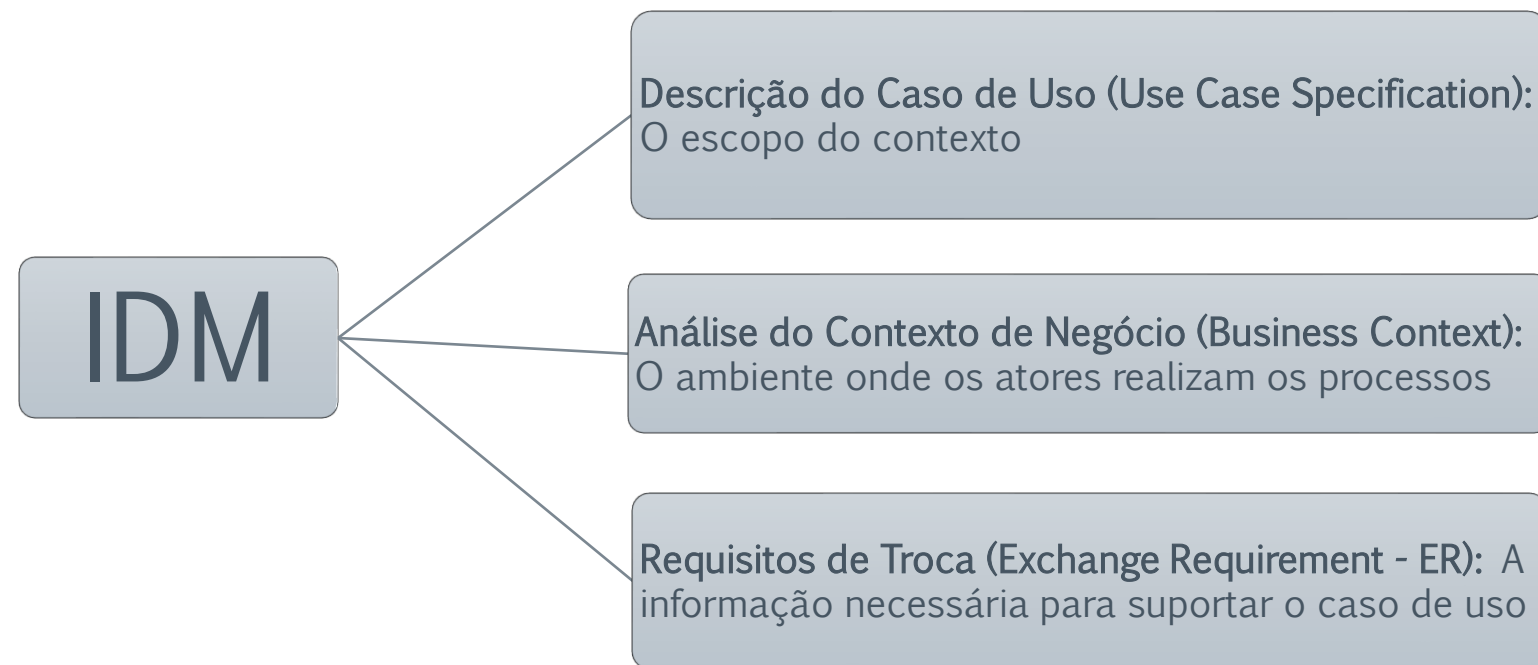 IDM
Descrição do Caso de Uso (Use Case Specification):
O escopo do contexto
Análise do Contexto de Negócio (Business Context):
O ambiente onde os atores realizam os processos
Requisitos de Troca (Exchange Requirement - ER): A
informação necessária para suportar o caso de uso